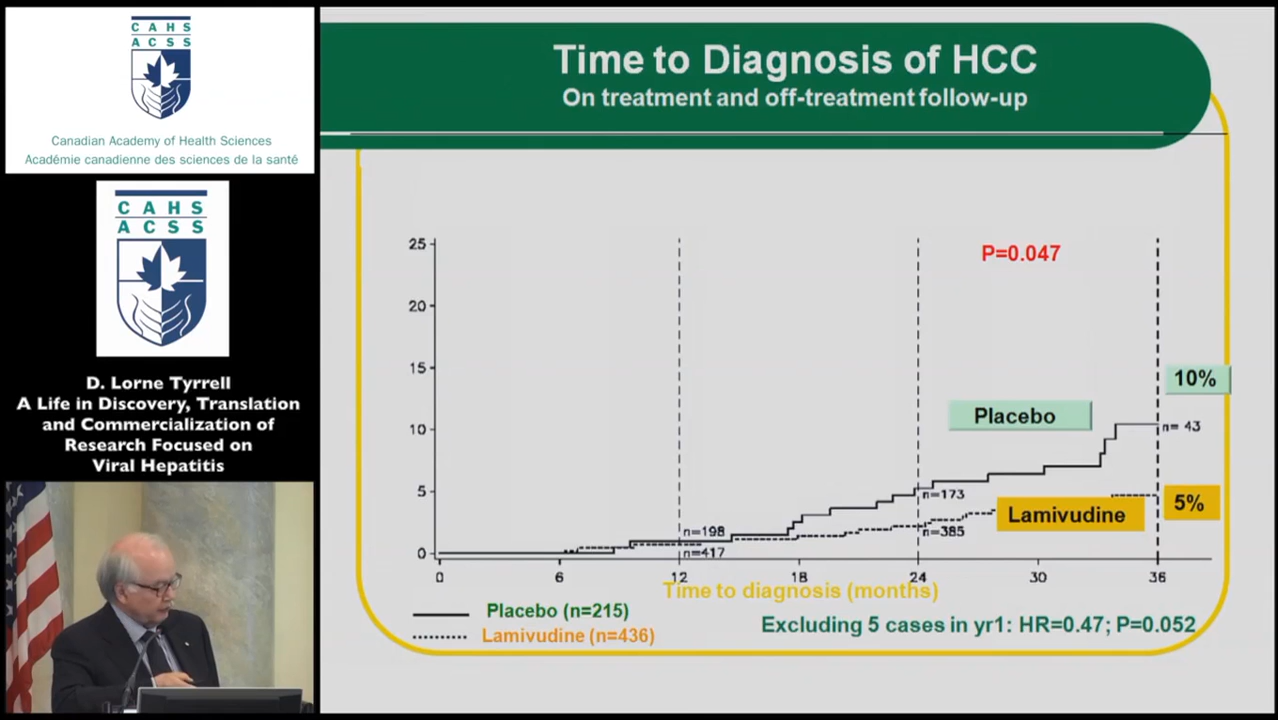 CAHS
ACSS
Canadian Academy of Health Sciences
Académie canadienne des sciences de la santé
CAHS
ACSS
D. Lorne Tyrrell
A Life in Discovery, Translation
and Commercialization of
Research Focused on
Viral Hepatitis
Time to Diagnosis of HCC
On treatment and off-treatment follow-up
25
20
15
10
5
0
P=0.047
10%
Placebo
n= 43
n=173
5%
Lamivudine
n=385
n=198
n=417
0
6
12
18
24
30
36
Time to diagnosis (months)
Placebo (n=215)
Lamivudine (n=436)
Excluding 5 cases in yr1: HR=0.47; P=0.052